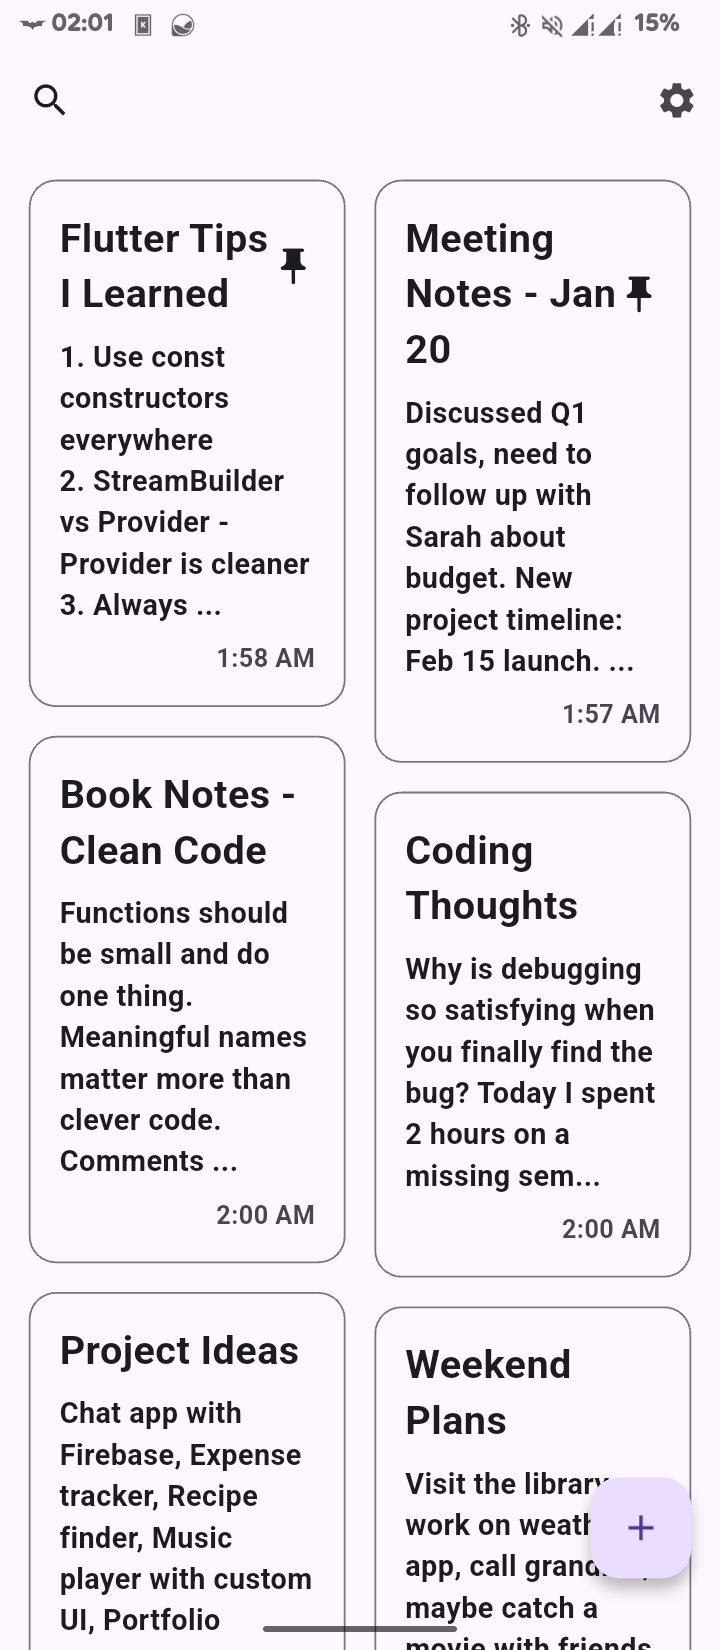 02:01
15%
Flutter Tips
I Learned
1. Use const
constructors
everywhere
2. StreamBuilder
vs Provider -
Provider is cleaner
3. Always ...
1:58 AM
Meeting
Notes - Jan
20
Discussed Q1
goals, need to
follow up with
Sarah about
budget. New
project timeline:
Feb 15 launch. ...
1:57 AM
Book Notes -
Clean Code
Functions should
be small and do
one thing.
Meaningful names
matter more than
clever code.
Comments ...
2:00 AM
Coding
Thoughts
Why is debugging
so satisfying when
you finally find the
bug? Today I spent
2 hours on a
missing sem...
2:00 AM
Project Ideas
Chat app with
Firebase, Expense
tracker, Recipe
finder, Music
player with custom
UI, Portfolio
Weekend
Plans
Visit the library
work on
app, call
maybe catch a
movie with friends